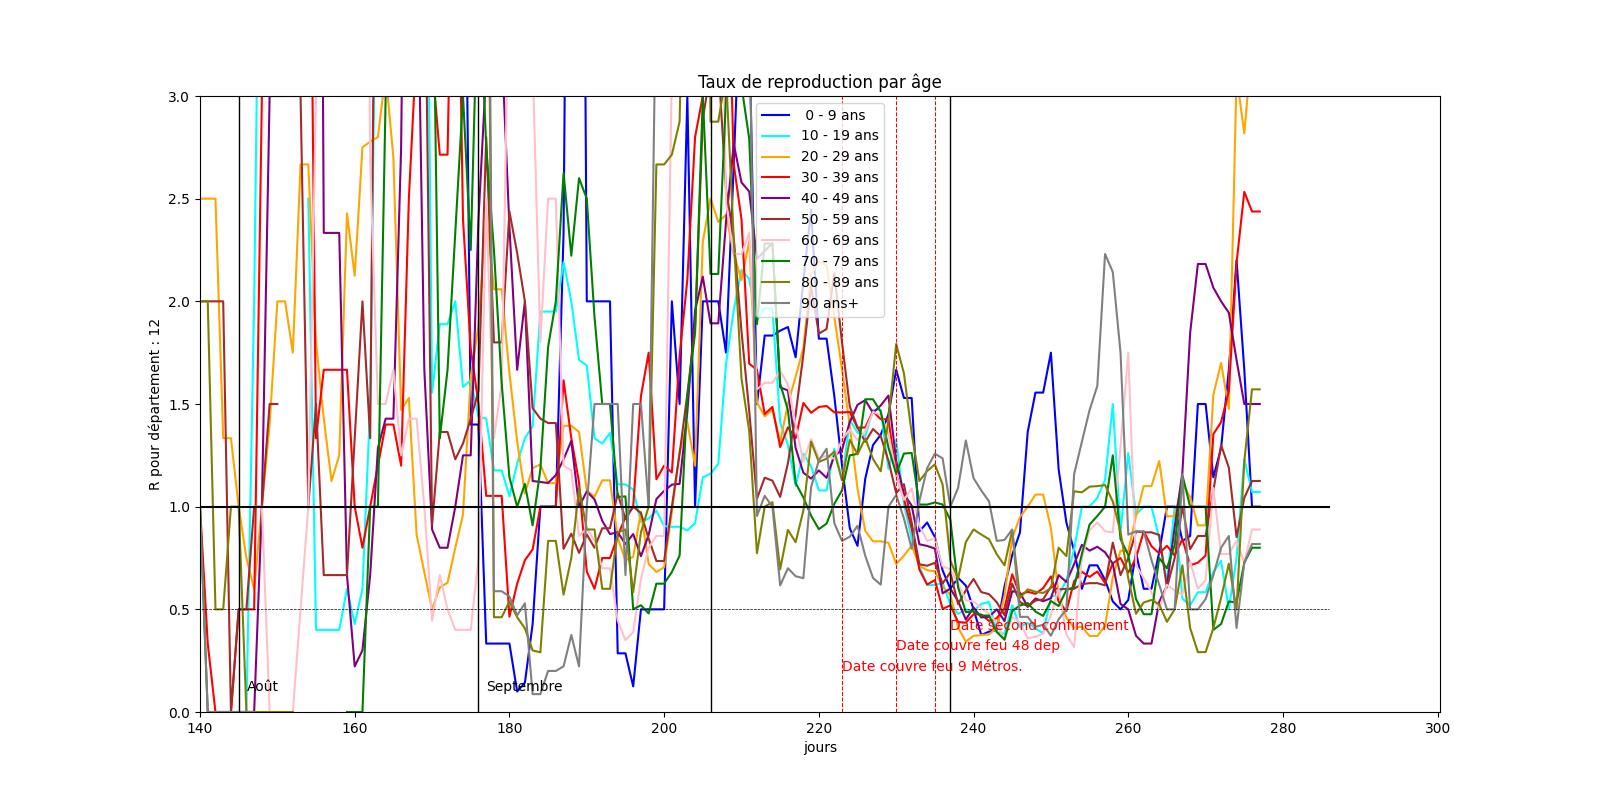 Taux de reproduction par âge
R pour département : 12
3.0
2.5
2.0
1.5
1.0
0.5
0.0
0 - 9 ans
10 - 19 ans
20 - 29 ans
30 - 39 ans
40 - 49 ans
50 - 59 ans
60 - 69 ans
70 - 79 ans
80 - 89 ans
90 ans+
Date second confinement
Date couvre feu 48 dep
Date couvre feu 9 Métros.
Août
Septembre
140
160
180
200
220
240
260
280
300
jours